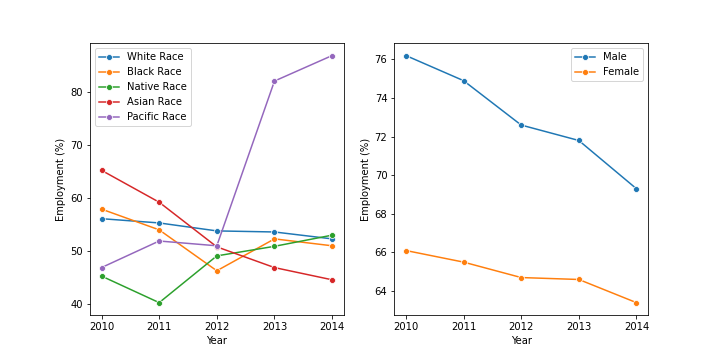 White Race
Black Race
Native Race
Asian Race
Pacific Race
80
70
60
50
40
Employment (%)
2010 2011 2012 2013 2014
Year
Male
Female
76
74
72
70
68
66
64
Employment (%)
2010 2011 2012 2013 2014
Year